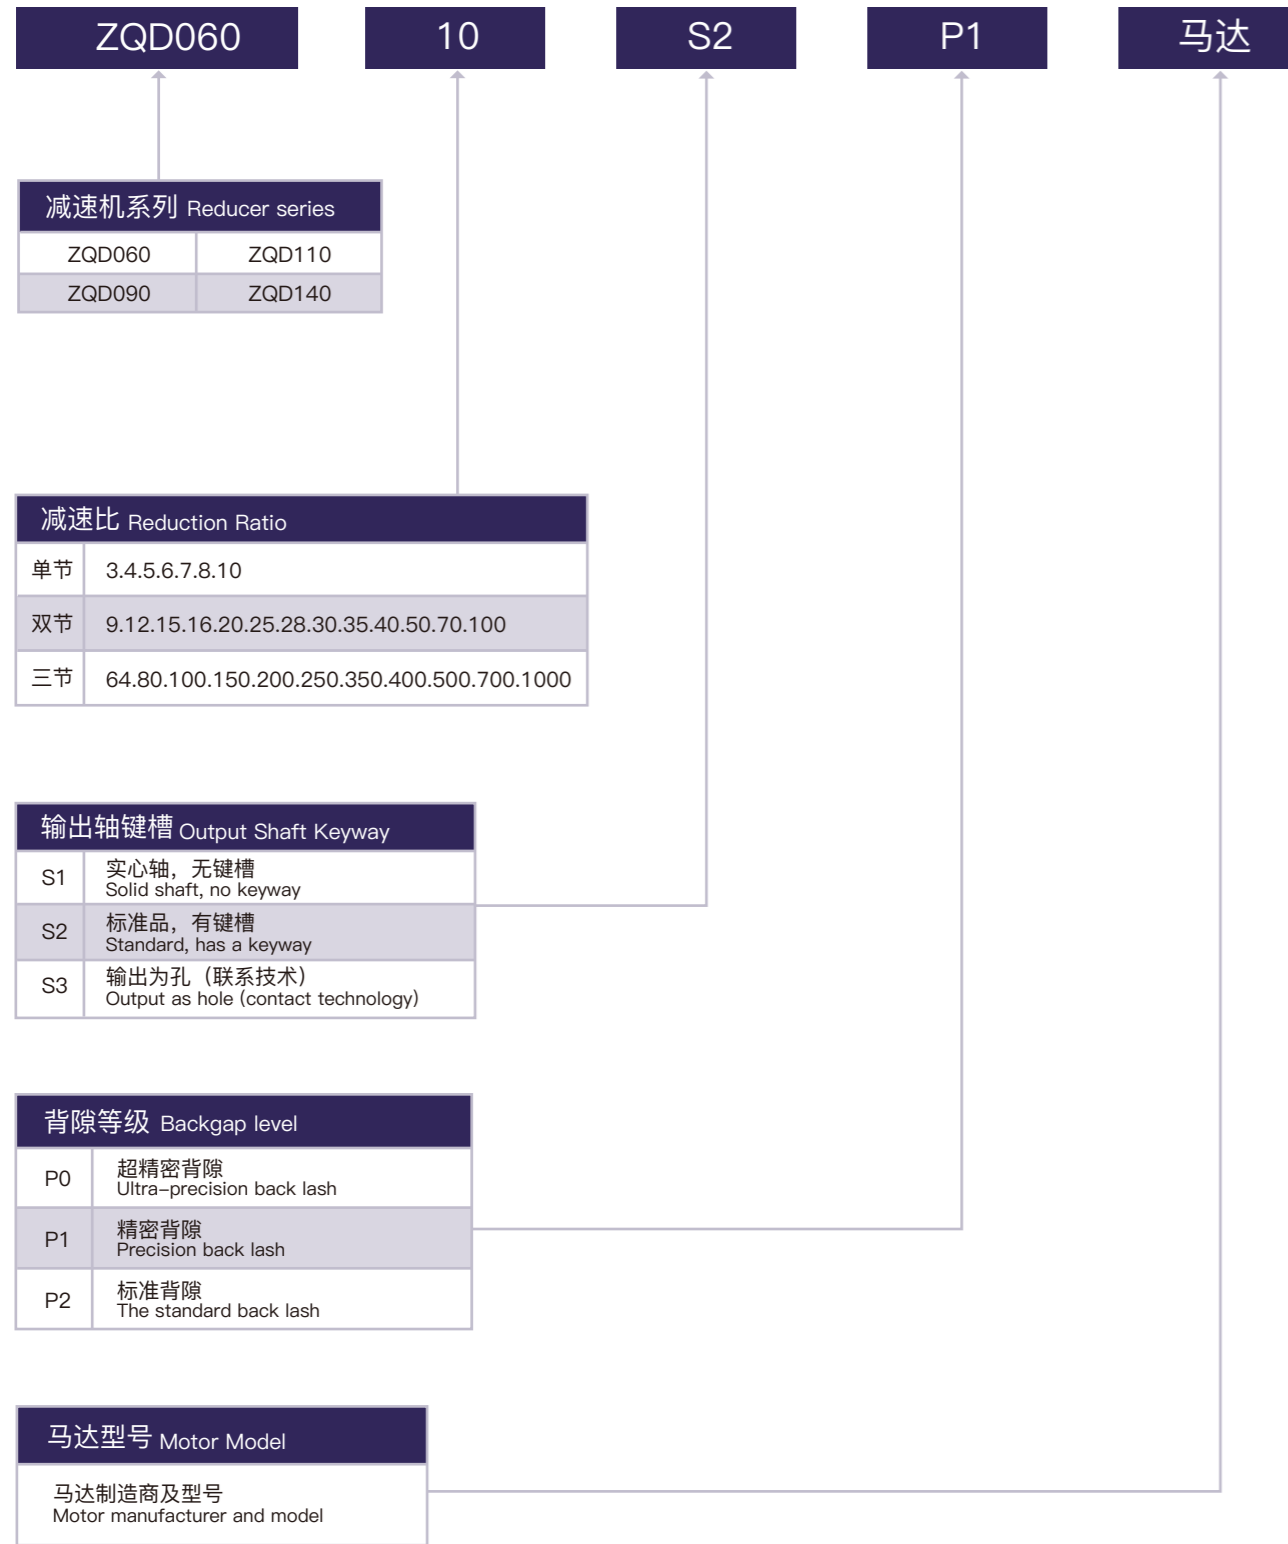 ZQD060 10 S2 P1 马达
减速机系列 Reducer series
ZQD060 ZQD110
ZQD090 ZQD140
减速比 Reduction Ratio
单节 3.4.5.6.7.8.10
双节 9.12.15.16.20.25.28.30.35.40.50.70.100
三节 64.80.100.150.200.250.350.400.500.700.1000
输出轴键槽 Output Shaft Keyway
S1 实心轴，无键槽
Solid shaft, no keyway
S2 标准品，有键槽
Standard, has a keyway
S3 输出为孔（联系技术）
Output as hole (contact technology)
背隙等级 Backgap level
P0 超精密背隙
Ultra-precision back lash
P1 精密背隙
Precision back lash
P2 标准背隙
The standard back lash
马达型号 Motor Model
马达制造商及型号
Motor manufacturer and model